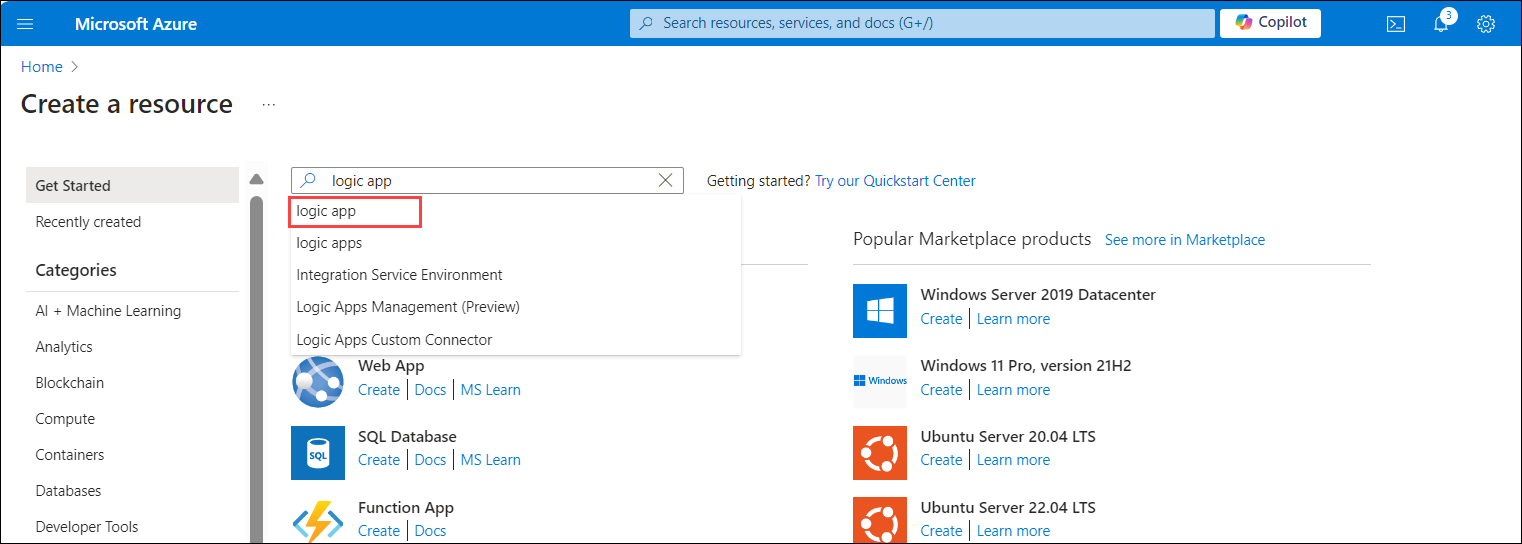 Microsoft Azure
Search resources, services, and docs (G+/)
Copilot
3
Home
Create a resource
...
Get Started
Recently created
Categories
AI + Machine Learning
Analytics
Blockchain
Compute
Containers
Databases
Developer Tools
logic app
Getting started? Try our Quickstart Center
logic app
logic apps
Integration Service Environment
Logic Apps Management (Preview)
Logic Apps Custom Connector
Web App
Create | Docs | MS Learn
SQL
SQL Database
Create | Docs | MS Learn
Function App
Create | Docs
Popular Marketplace products See more in Marketplace
Windows Server 2019 Datacenter
Create | Learn more
Windows
Windows 11 Pro, version 21H2
Create | Learn more
Ubuntu Server 20.04 LTS
Create | Learn more
Ubuntu Server 22.04 LTS
Create | Learn more